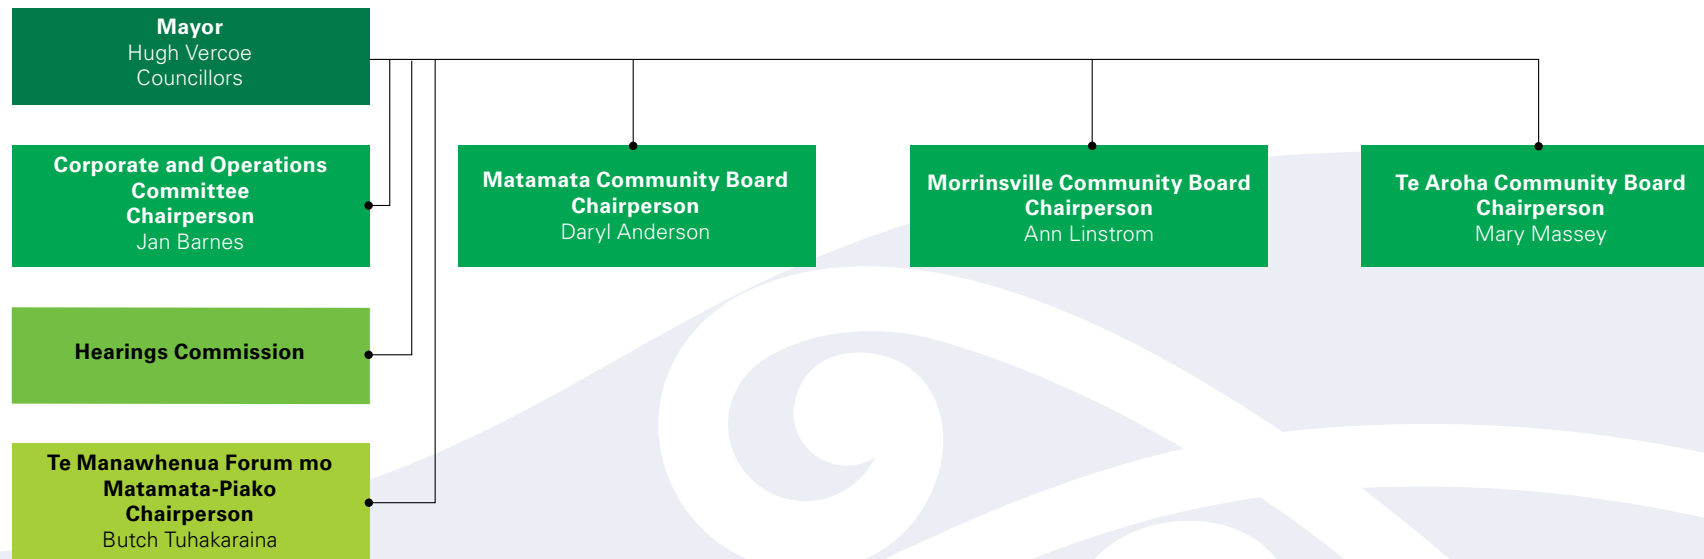 Mayor
Hugh Vercoe
Councillors
Corporate and Operations
Committee
Chairperson
Jan Barnes
Matamata Community Board
Chairperson
Daryl Anderson
Morrinsville Community Board
Chairperson
Ann Linstrom
Te Aroha Community Board
Chairperson
Mary Massey
Hearings Commission
Te Manawhenua Forum mo
Matamata-Piako
Chairperson
Butch Tuhakaraina